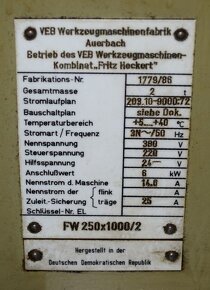 VEB Werkzeugmaschinenfabrik
Auerbach
Betrieb des VEB Werkzeugmaschinen-
Kombinat „Fritz Heckert"
Fabrikations-Nr. 1779/86
Gesamtmasse 2 t
Stromlaufplan 209.10-9000:72
Bauschaltplan siehe Dok.
Temperaturbereich +5....+40 °C
Stromart / Frequenz 3N~/50 Hz
Nennspannung 380 V
Steuerspannung 220 V
Hilfsspannung 24— V
Anschlußwert 6 kW
Nennstrom d. Maschine 14.6 A
Nennstrom der flink A
Zuleit.-Sicherung träge 25 A
Schlüssel-Nr. EL
FW 250x1000/2
Hergestellt in der
Deutschen Demokratischen Republik